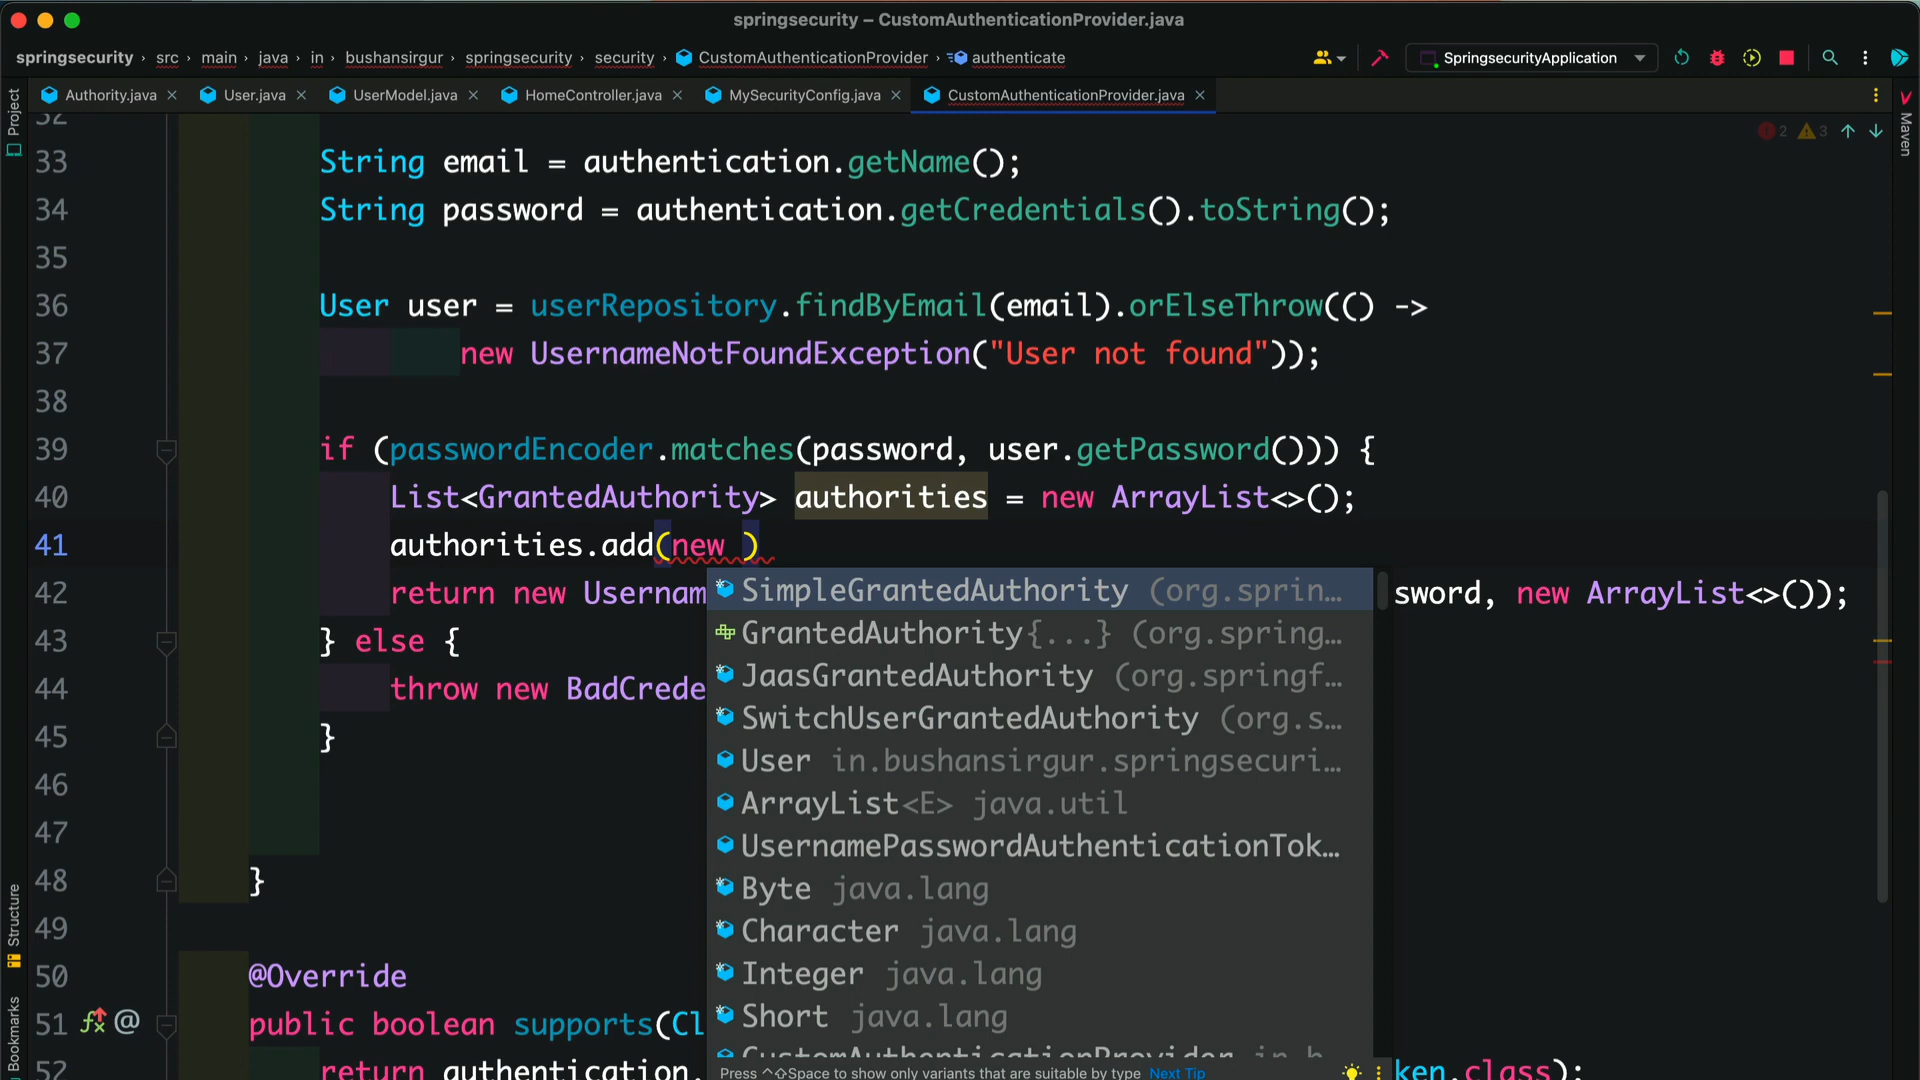 springsecurity – CustomAuthenticationProvider.java
springsecurity › src › main › java › in › bushansirgur › springsecurity › security › CustomAuthenticationProvider › authenticate
SpringsecurityApplication
Project
Authority.java
User.java
UserModel.java
HomeController.java
MySecurityConfig.java
CustomAuthenticationProvider.java
Maven
2 3
32
33 String email = authentication.getName();
34 String password = authentication.getCredentials().toString();
35
36 User user = userRepository.findByEmail(email).orElseThrow(() ->
37 new UsernameNotFoundException("User not found"));
38
39 if (passwordEncoder.matches(password, user.getPassword())) {
40 List<GrantedAuthority> authorities = new ArrayList<>();
41 authorities.add(new )
42 return new Usernam sword, new ArrayList<>());
43 } else {
44 throw new BadCrede
45 }
46
47
48 }
49
50 @Override
51 public boolean supports(Cl
52 return authentication. ken.class);
SimpleGrantedAuthority (org.sprin…
GrantedAuthority{...} (org.spring…
JaasGrantedAuthority (org.springf…
SwitchUserGrantedAuthority (org.s…
User in.bushansirgur.springsecuri…
ArrayList<E> java.util
UsernamePasswordAuthenticationTok…
Byte java.lang
Character java.lang
Integer java.lang
Short java.lang
CustomAuthenticationProvider in.b
Press ^⇧Space to show only variants that are suitable by type Next Tip
Structure
Bookmarks